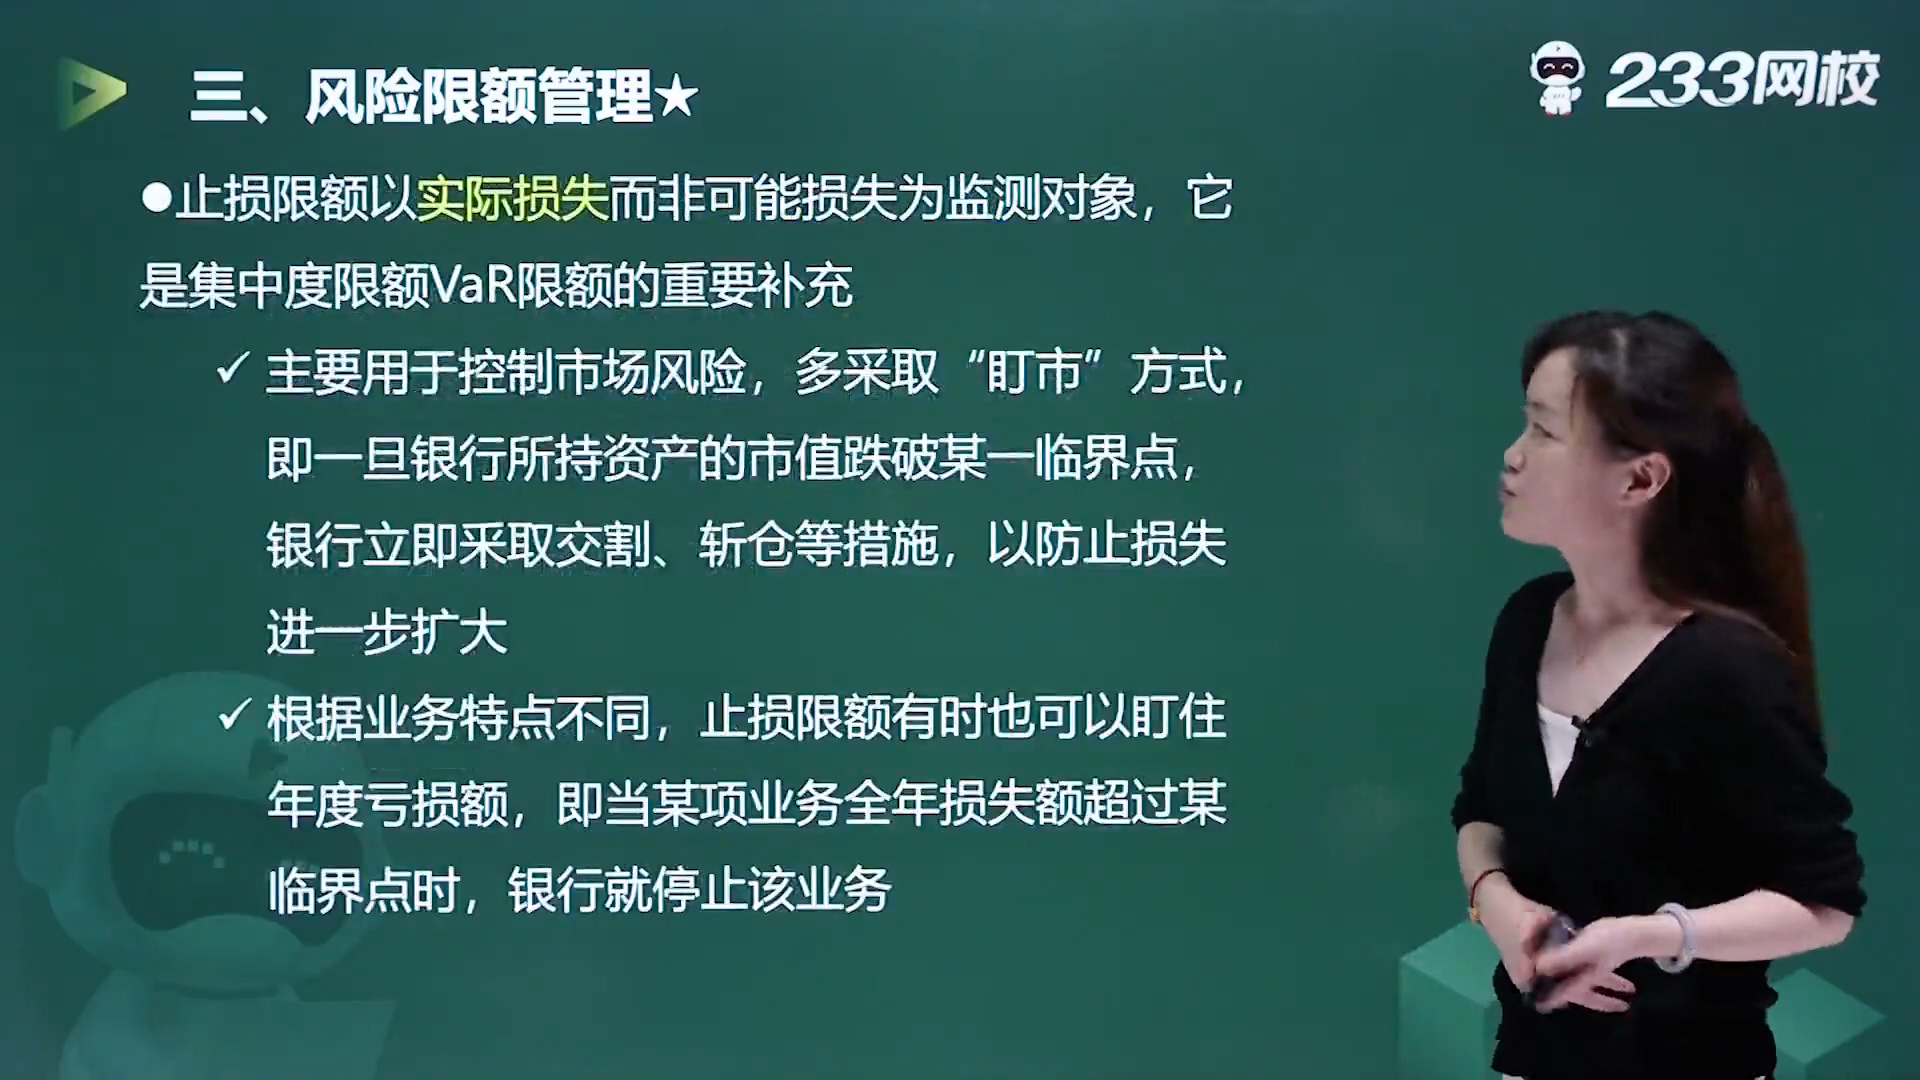 三、风险限额管理★
233网校
●止损限额以实际损失而非可能损失为监测对象，它
是集中度限额VaR限额的重要补充
✓ 主要用于控制市场风险，多采取“盯市”方式，
即一旦银行所持资产的市值跌破某一临界点，
银行立即采取交割、斩仓等措施，以防止损失
进一步扩大
✓ 根据业务特点不同，止损限额有时也可以盯住
年度亏损额，即当某项业务全年损失额超过某
临界点时，银行就停止该业务